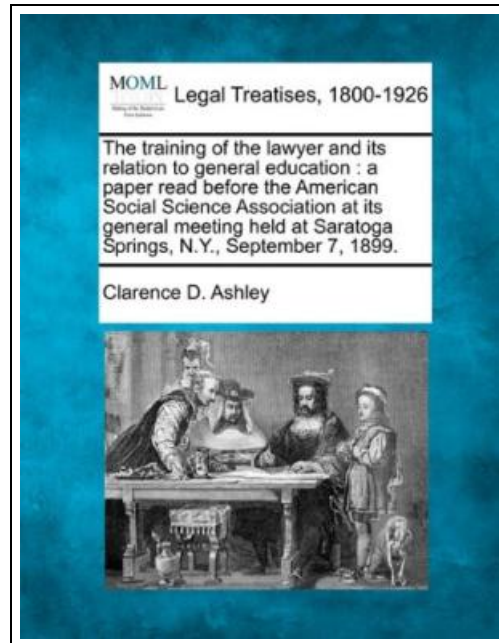 MOML
Legal Treatises, 1800-1926
The training of the lawyer and its
relation to general education : a
paper read before the American
Social Science Association at its
general meeting held at Saratoga
Springs, N.Y., September 7, 1899.
Clarence D. Ashley